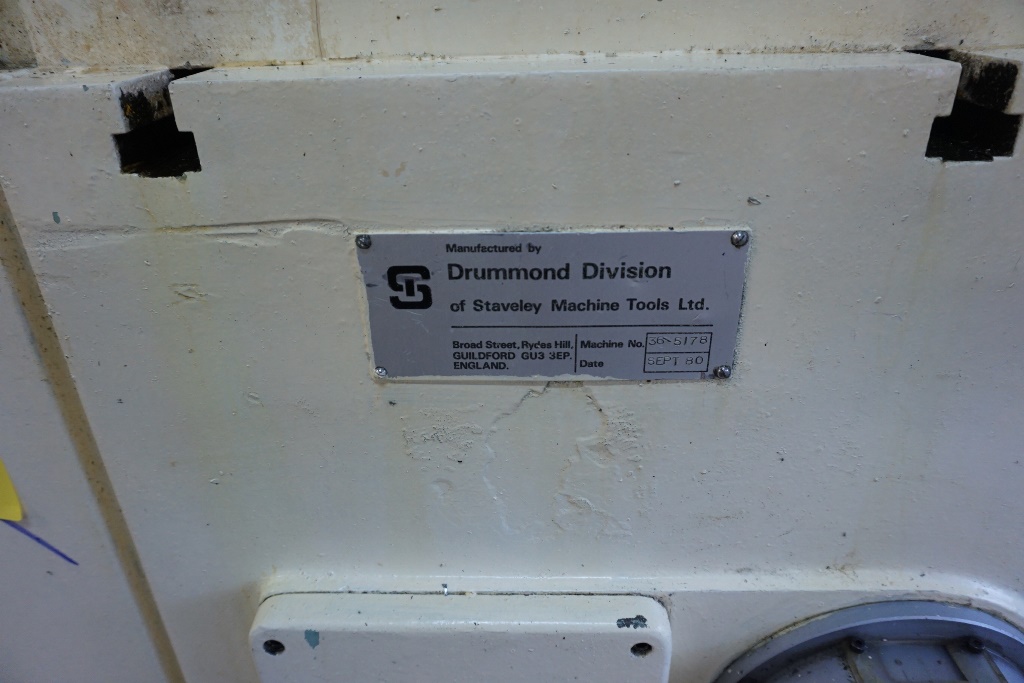 Manufactured by
Drummond Division
of Staveley Machine Tools Ltd.
Broad Street, Rydes Hill,
GUILDFORD GU3 3EP.
ENGLAND.
Machine No.
Date SEPT 80